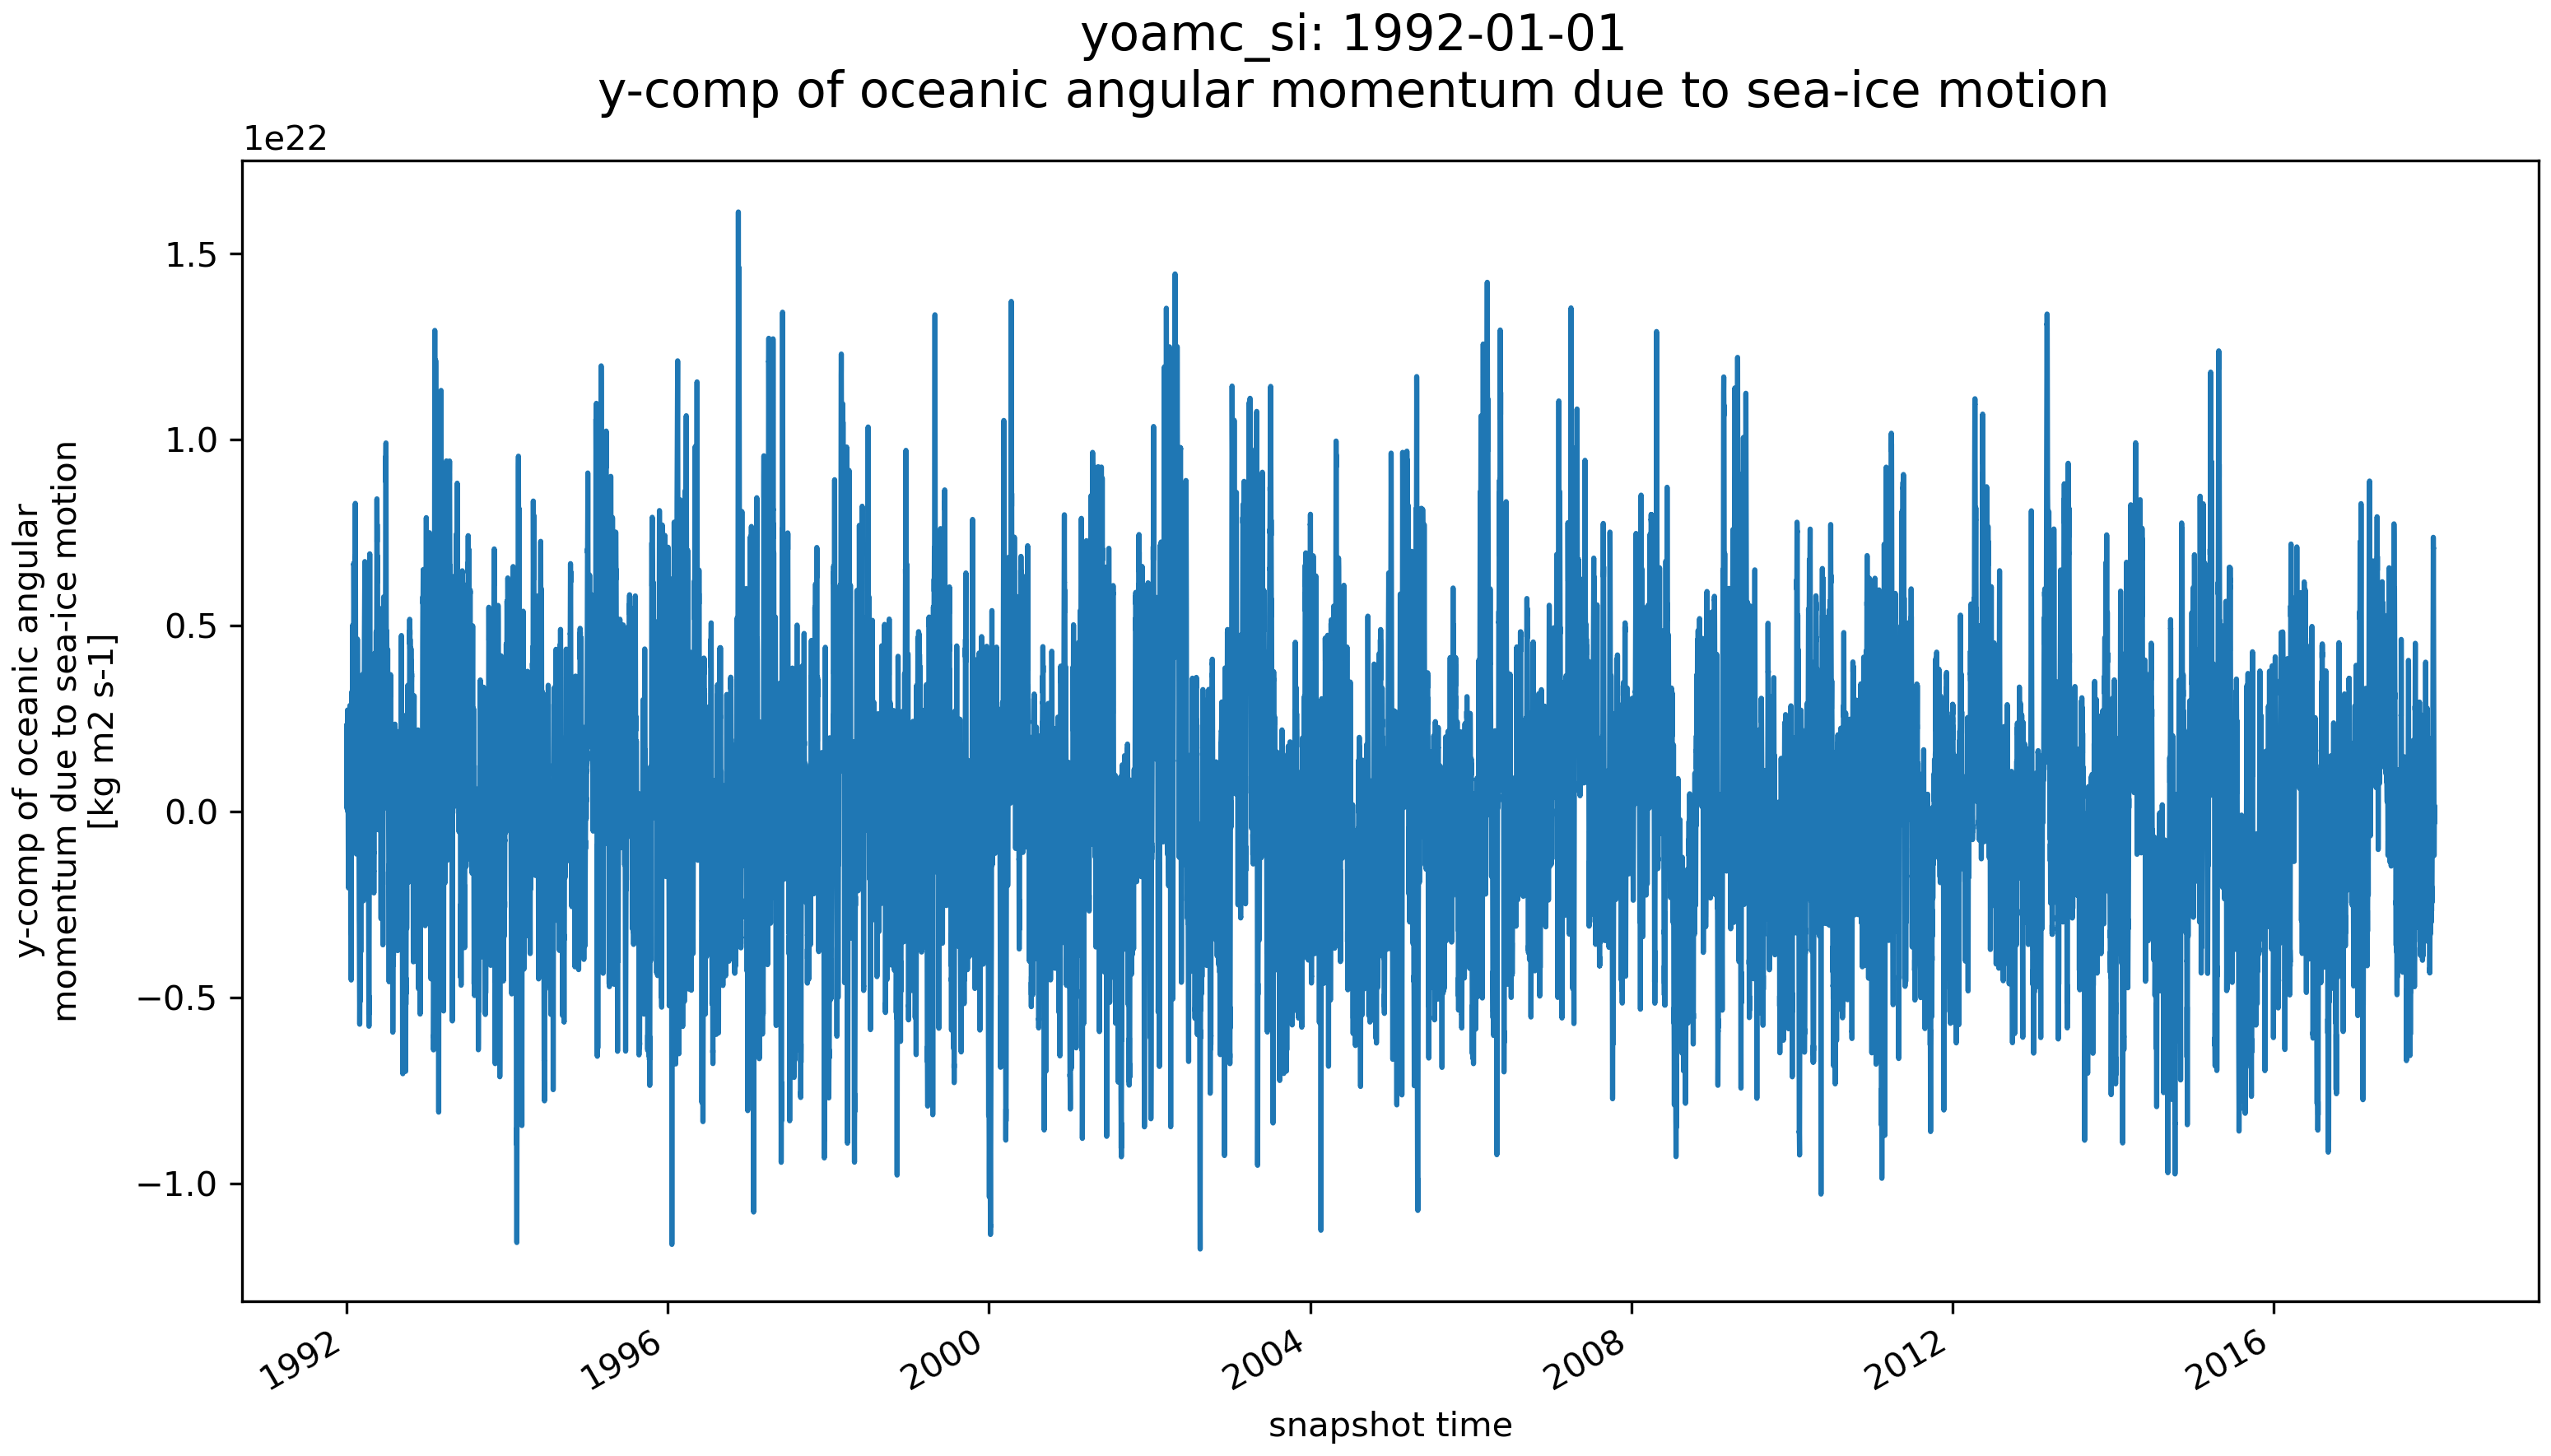 yoamc_si: 1992-01-01
y-comp of oceanic angular momentum due to sea-ice motion
1e22
1.5
1.0
0.5
0.0
−0.5
−1.0
y-comp of oceanic angular
momentum due to sea-ice motion
[kg m2 s-1]
1992
1996
2000
2004
2008
2012
2016
snapshot time